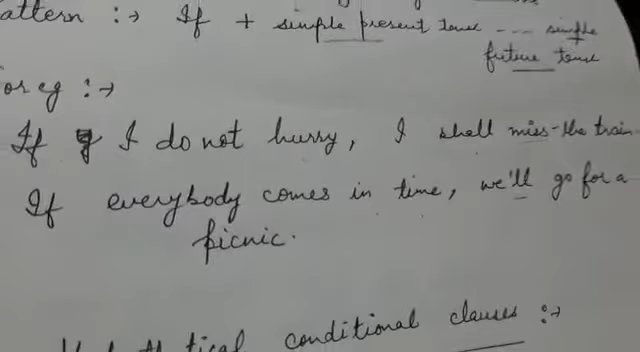 attern :→ If + simple present tense --- simple
future tense
or eg :→
If I do not hurry, I shall miss the train
If everybody comes in time, we'll go for a
picnic.
conditional clauses :→